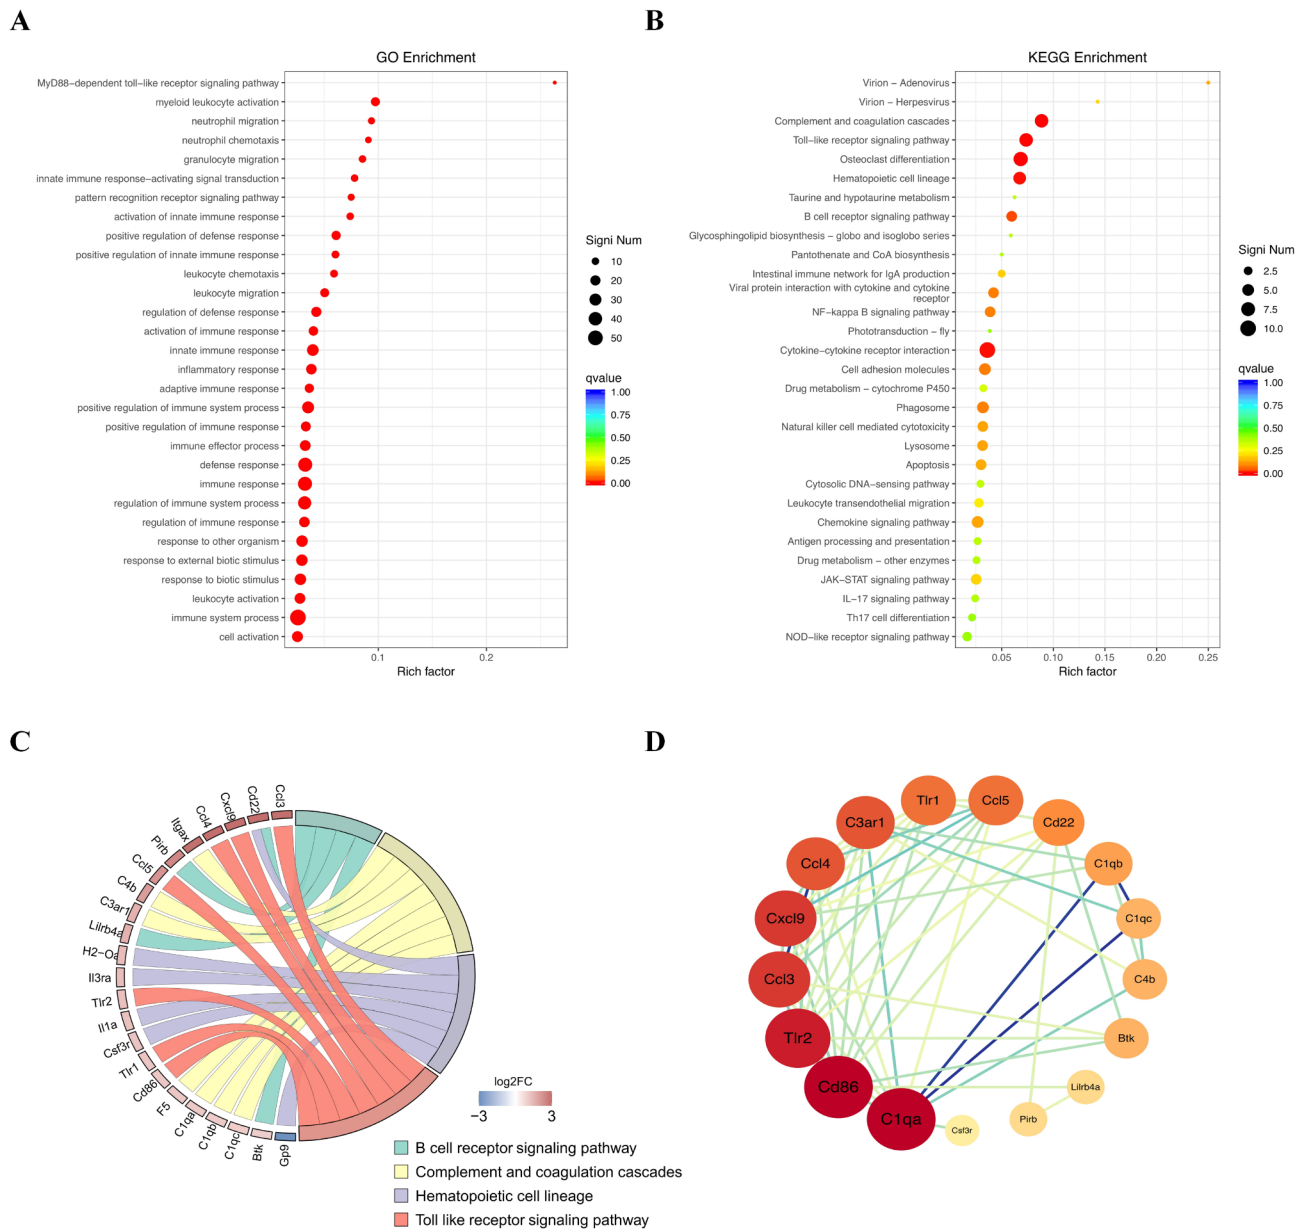 A
GO Enrichment
MyD88−dependent toll−like receptor signaling pathway
myeloid leukocyte activation
neutrophil migration
neutrophil chemotaxis
granulocyte migration
innate immune response−activating signal transduction
pattern recognition receptor signaling pathway
activation of innate immune response
positive regulation of defense response
positive regulation of innate immune response
leukocyte chemotaxis
leukocyte migration
regulation of defense response
activation of immune response
innate immune response
inflammatory response
adaptive immune response
positive regulation of immune system process
positive regulation of immune response
immune effector process
defense response
immune response
regulation of immune system process
regulation of immune response
response to other organism
response to external biotic stimulus
response to biotic stimulus
leukocyte activation
immune system process
cell activation
0.1
0.2
Rich factor
Signi Num
10
20
30
40
50
qvalue
1.00
0.75
0.50
0.25
0.00
B
KEGG Enrichment
Virion − Adenovirus
Virion − Herpesvirus
Complement and coagulation cascades
Toll−like receptor signaling pathway
Osteoclast differentiation
Hematopoietic cell lineage
Taurine and hypotaurine metabolism
B cell receptor signaling pathway
Glycosphingolipid biosynthesis − globo and isoglobo series
Pantothenate and CoA biosynthesis
Intestinal immune network for IgA production
Viral protein interaction with cytokine and cytokine
receptor
NF−kappa B signaling pathway
Phototransduction − fly
Cytokine−cytokine receptor interaction
Cell adhesion molecules
Drug metabolism − cytochrome P450
Phagosome
Natural killer cell mediated cytotoxicity
Lysosome
Apoptosis
Cytosolic DNA−sensing pathway
Leukocyte transendothelial migration
Chemokine signaling pathway
Antigen processing and presentation
Drug metabolism − other enzymes
JAK−STAT signaling pathway
IL−17 signaling pathway
Th17 cell differentiation
NOD−like receptor signaling pathway
0.05
0.10
0.15
0.20
0.25
Rich factor
Signi Num
2.5
5.0
7.5
10.0
qvalue
1.00
0.75
0.50
0.25
0.00
C
Ccl3
Cd22
Cxcl9
Ccl4
Itgax
Pirb
Ccl5
C4b
C3ar1
Lilrb4a
H2−Oa
Il3ra
Tlr2
Il1a
Csf3r
Tlr1
Cd86
F5
C1qa
C1qb
C1qc
Btk
Gp9
log2FC
−3
3
B cell receptor signaling pathway
Complement and coagulation cascades
Hematopoietic cell lineage
Toll like receptor signaling pathway
D
Tlr1
Ccl5
Cd22
C3ar1
Ccl4
C1qb
Cxcl9
C1qc
Ccl3
C4b
Tlr2
Btk
Cd86
Lilrb4a
C1qa
Pirb
Csf3r